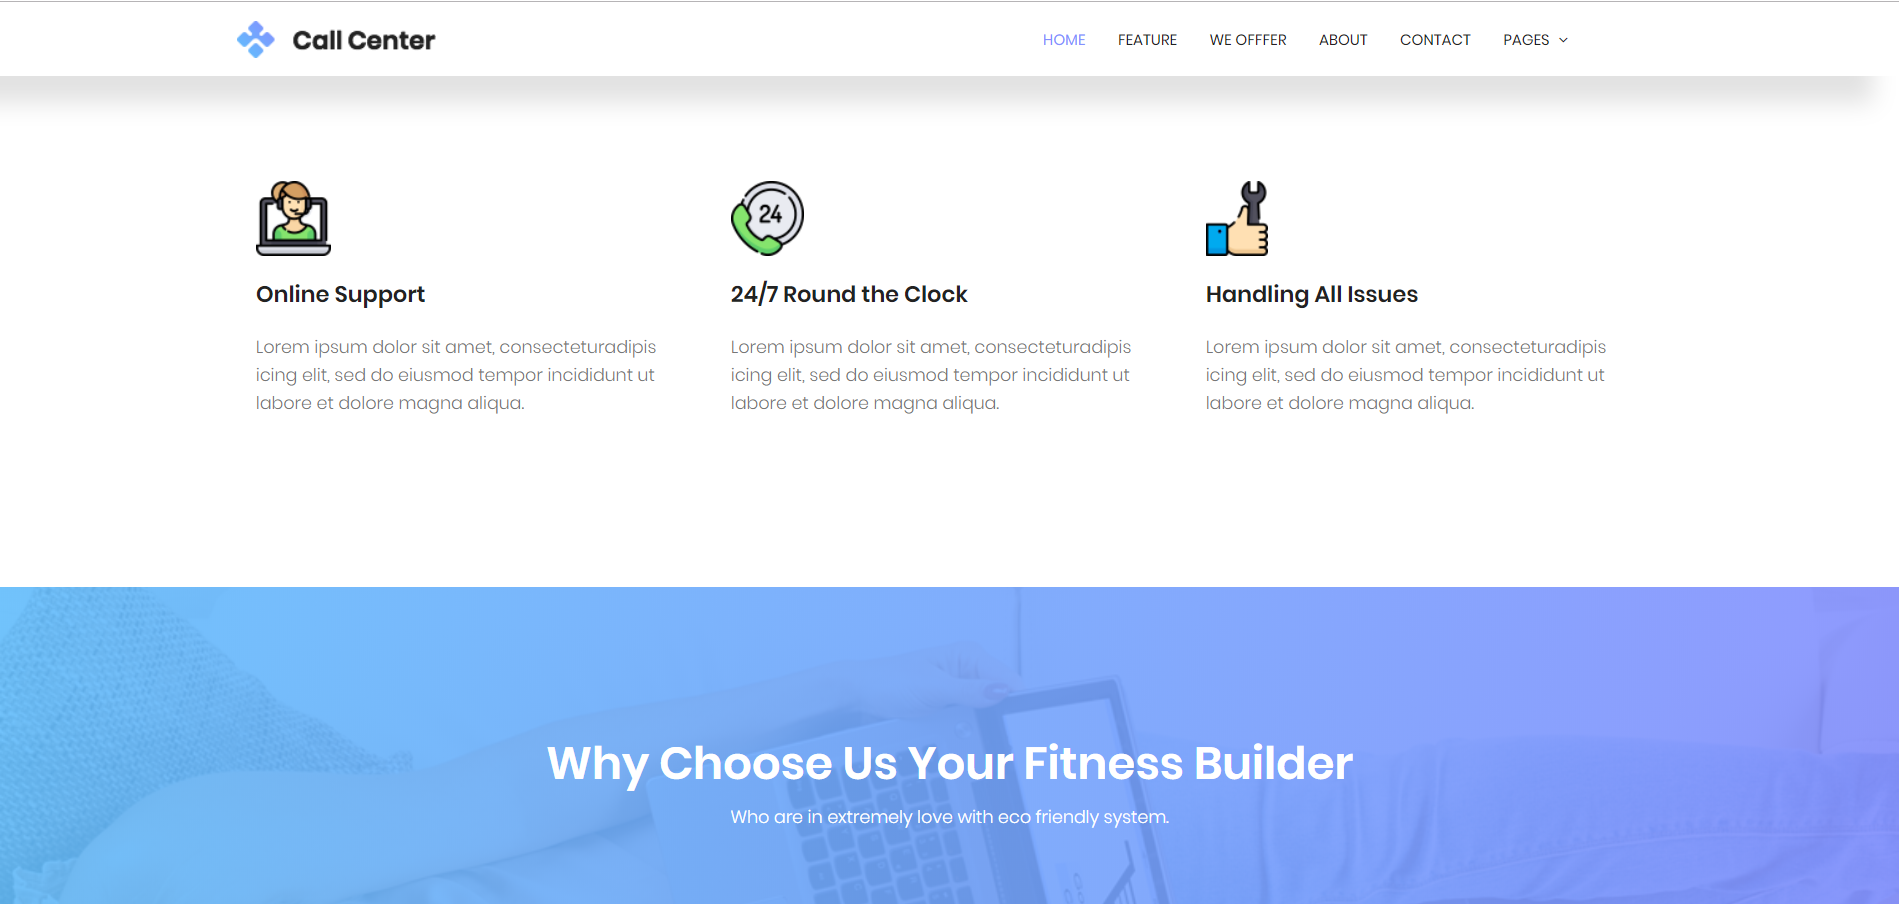 Call Center
HOME FEATURE WE OFFFER ABOUT CONTACT PAGES
24
Online Support
Lorem ipsum dolor sit amet, consecteturadipis
icing elit, sed do eiusmod tempor incididunt ut
labore et dolore magna aliqua.
24/7 Round the Clock
Lorem ipsum dolor sit amet, consecteturadipis
icing elit, sed do eiusmod tempor incididunt ut
labore et dolore magna aliqua.
Handling All Issues
Lorem ipsum dolor sit amet, consecteturadipis
icing elit, sed do eiusmod tempor incididunt ut
labore et dolore magna aliqua.
Why Choose Us Your Fitness Builder
Who are in extremely love with eco friendly system.